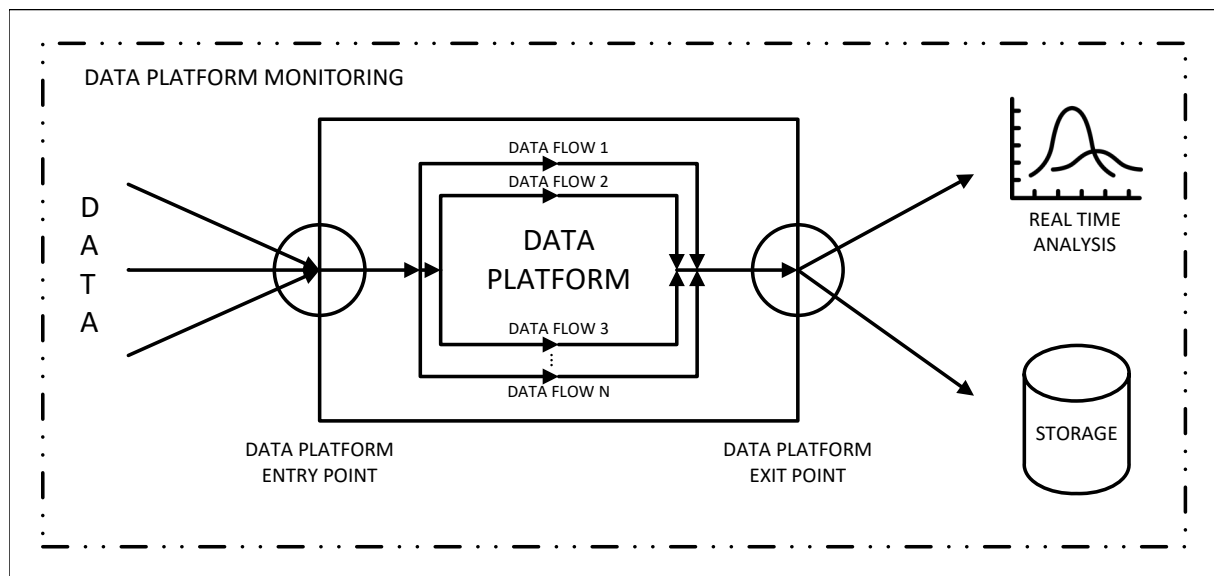 DATA PLATFORM MONITORING
DATA
DATA FLOW 1
DATA FLOW 2
DATA
PLATFORM
DATA FLOW 3
DATA FLOW N
DATA PLATFORM
ENTRY POINT
DATA PLATFORM
EXIT POINT
REAL TIME
ANALYSIS
STORAGE